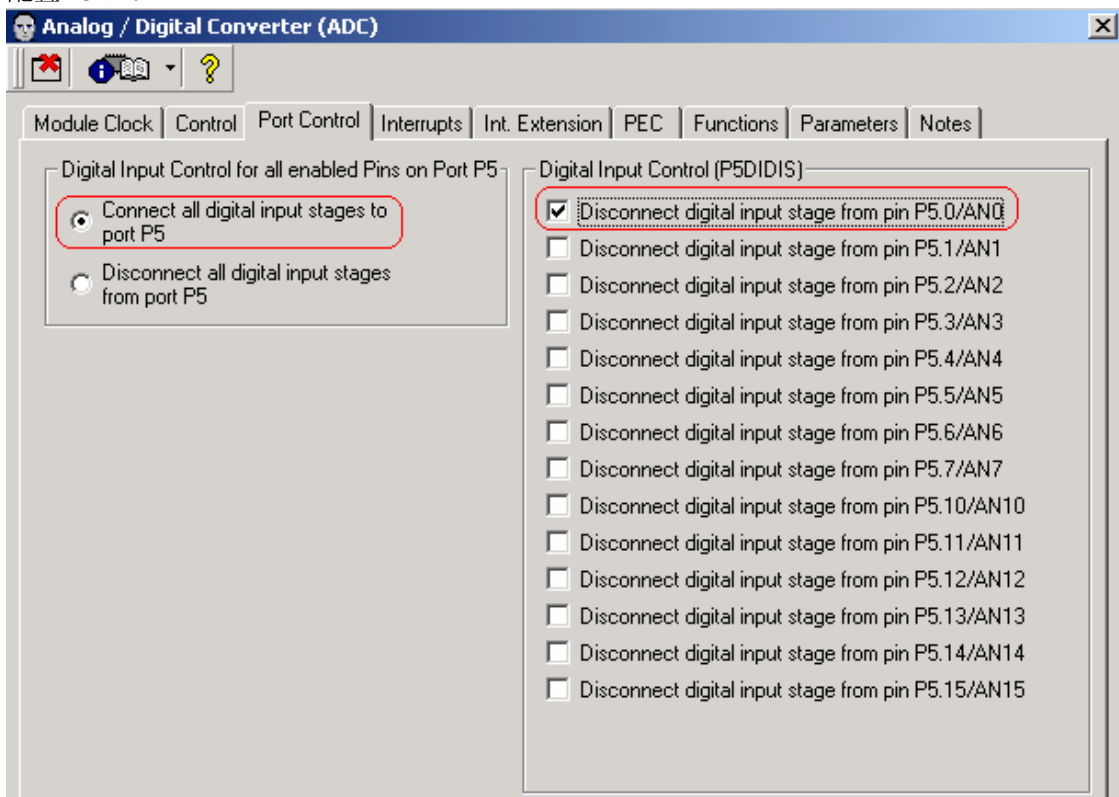 Analog / Digital Converter (ADC)
Module Clock Control Port Control Interrupts Int. Extension PEC Functions Parameters Notes
Digital Input Control for all enabled Pins on Port P5
Connect all digital input stages to
port P5
Disconnect all digital input stages
from port P5
Digital Input Control (P5DIDIS)
Disconnect digital input stage from pin P5.0/AN0
Disconnect digital input stage from pin P5.1/AN1
Disconnect digital input stage from pin P5.2/AN2
Disconnect digital input stage from pin P5.3/AN3
Disconnect digital input stage from pin P5.4/AN4
Disconnect digital input stage from pin P5.5/AN5
Disconnect digital input stage from pin P5.6/AN6
Disconnect digital input stage from pin P5.7/AN7
Disconnect digital input stage from pin P5.10/AN10
Disconnect digital input stage from pin P5.11/AN11
Disconnect digital input stage from pin P5.12/AN12
Disconnect digital input stage from pin P5.13/AN13
Disconnect digital input stage from pin P5.14/AN14
Disconnect digital input stage from pin P5.15/AN15